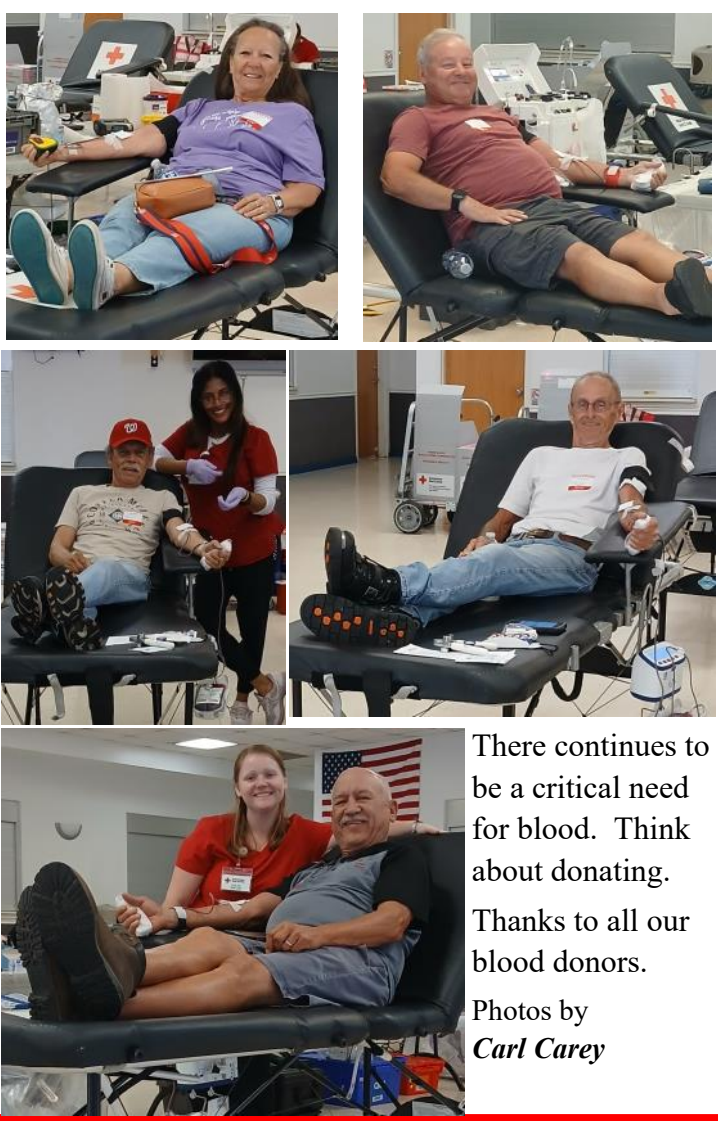 There continues to
be a critical need
for blood.  Think
about donating.
Thanks to all our
blood donors.
Photos by
Carl Carey